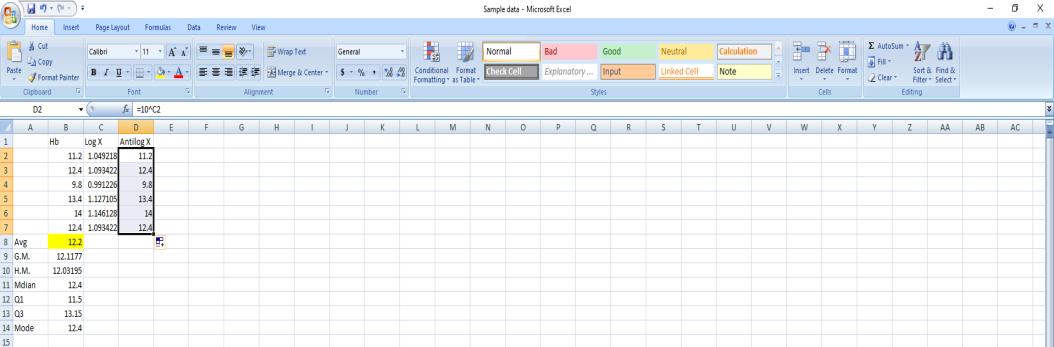 Sample data - Microsoft Excel
Home Insert Page Layout Formulas Data Review View
Paste Cut Copy Format Painter
Calibri 11 A A
B I U A
Wrap Text
Merge & Center
General
$ % ,
Conditional Formatting Format as Table
Normal Bad Good Neutral Calculation
Check Cell Explanatory ... Input Linked Cell Note
Insert Delete Format
Σ AutoSum Fill Clear
Sort & Filter Find & Select
Clipboard Font Alignment Number Styles Cells Editing
D2 fx =10^C2
A B C D E F G H I J K L M N O P Q R S T U V W X Y Z AA AB AC
1 Hb Log X Antilog X
2 11.2 1.049218 11.2
3 12.4 1.093422 12.4
4 9.8 0.991226 9.8
5 13.4 1.127105 13.4
6 14 1.146128 14
7 12.4 1.093422 12.4
8 Avg 12.2
9 G.M. 12.1177
10 H.M. 12.03195
11 Mdian 12.4
12 Q1 11.5
13 Q3 13.15
14 Mode 12.4
15